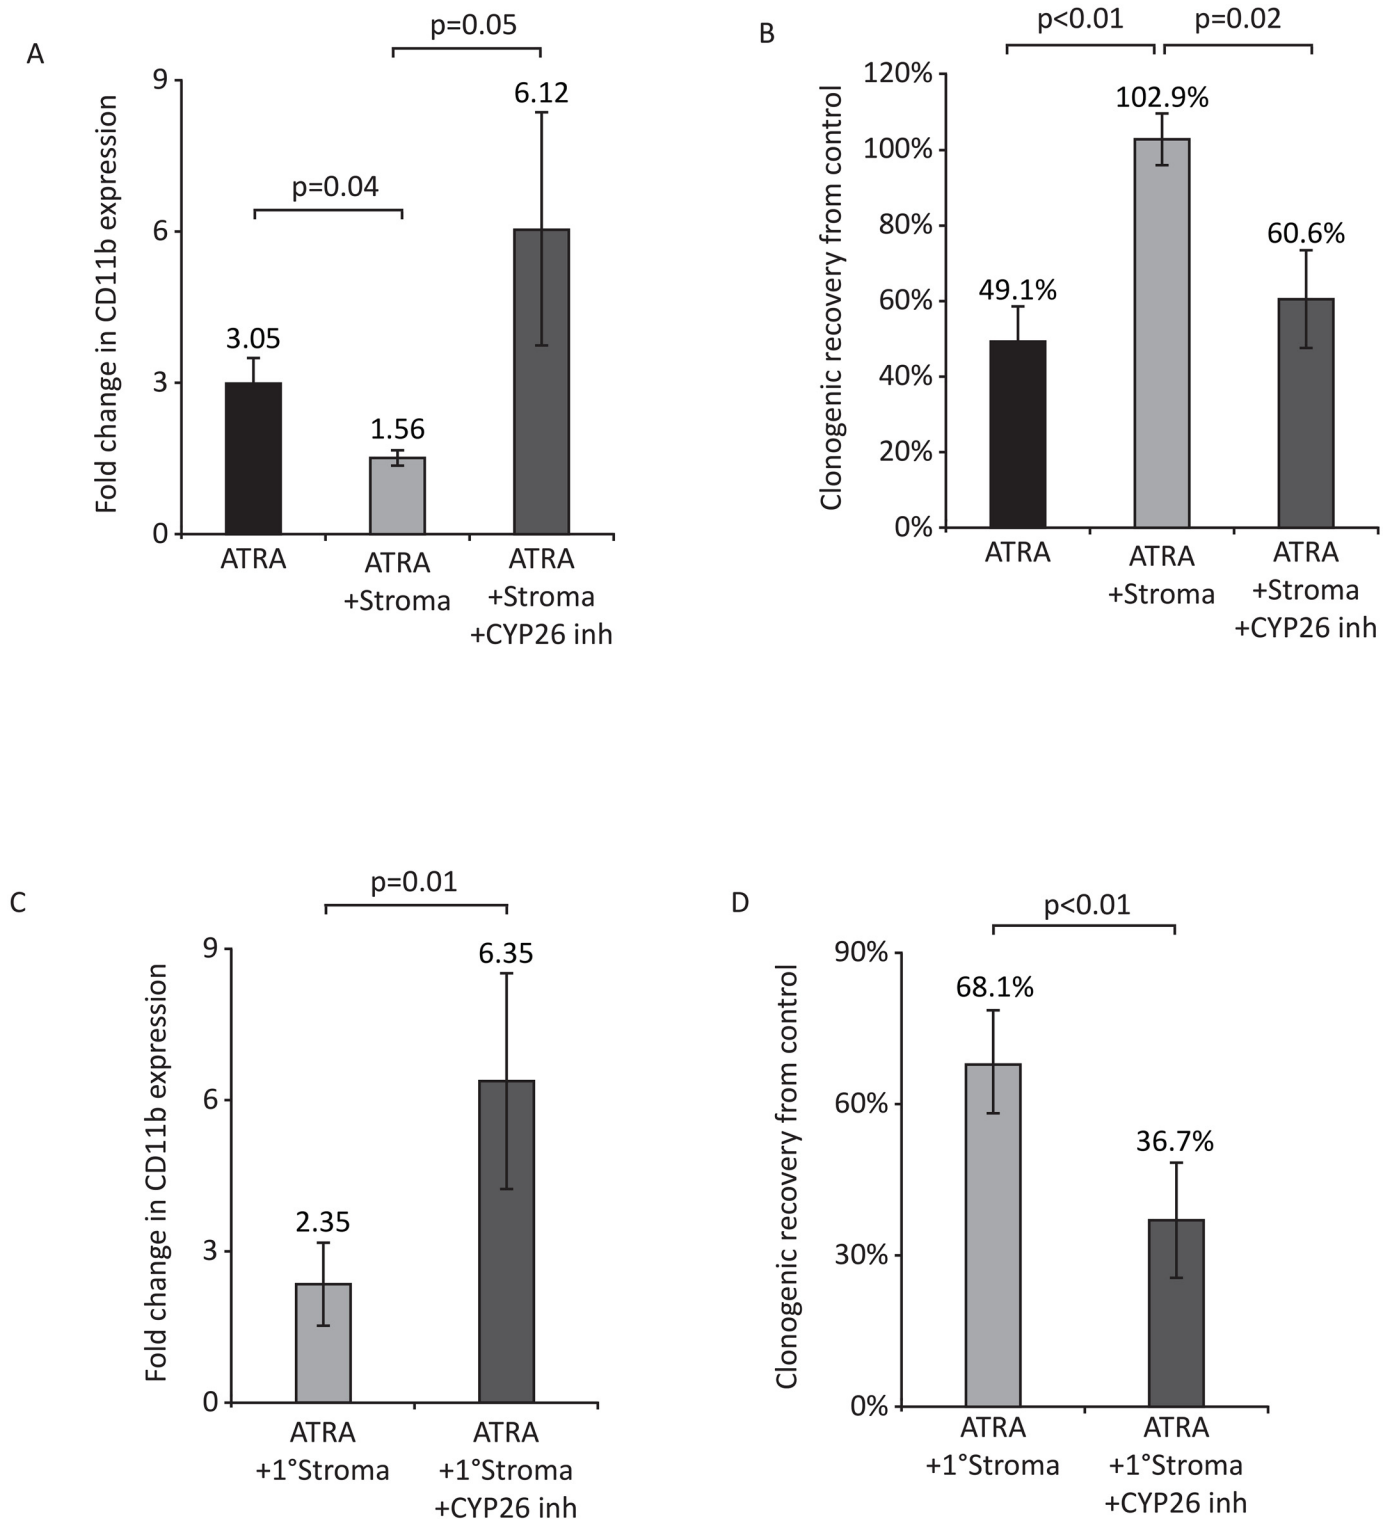 A
p=0.05
9
6.12
Fold change in CD11b expression
p=0.04
6
3.05
3
1.56
0
ATRA
ATRA
+Stroma
ATRA
+Stroma
+CYP26 inh
B
p<0.01
p=0.02
120%
102.9%
Clonogenic recovery from control
100%
80%
60.6%
49.1%
60%
40%
20%
0%
ATRA
ATRA
+Stroma
ATRA
+Stroma
+CYP26 inh
C
p=0.01
9
6.35
Fold change in CD11b expression
6
2.35
3
0
ATRA
+1°Stroma
ATRA
+1°Stroma
+CYP26 inh
D
p<0.01
90%
68.1%
Clonogenic recovery from control
60%
36.7%
30%
0%
ATRA
+1°Stroma
ATRA
+1°Stroma
+CYP26 inh